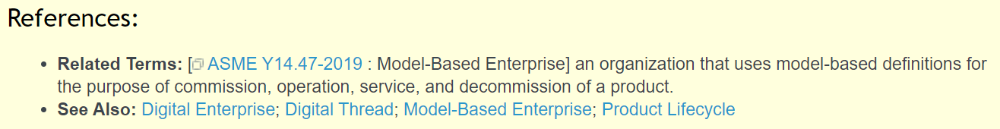 References:
• Related Terms: [ASME Y14.47-2019 : Model-Based Enterprise] an organization that uses model-based definitions for
the purpose of commission, operation, service, and decommission of a product.
• See Also: Digital Enterprise; Digital Thread; Model-Based Enterprise; Product Lifecycle